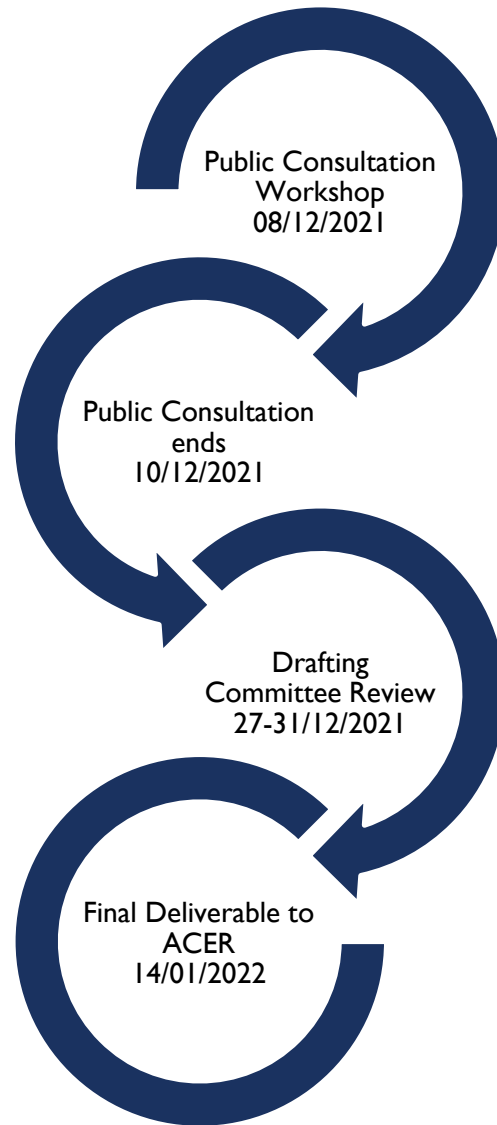 Public Consultation
Workshop
08/12/2021
Public Consultation
ends
10/12/2021
Drafting
Committee Review
27-31/12/2021
Final Deliverable to
ACER
14/01/2022